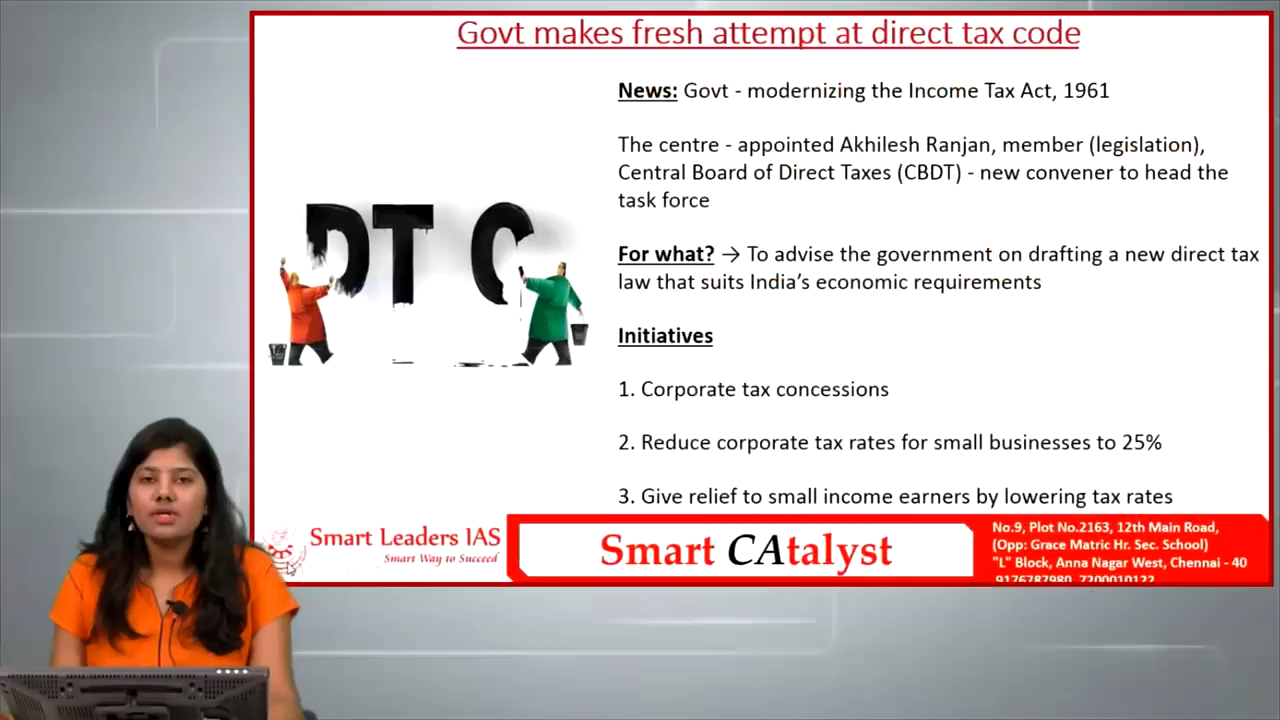 Govt makes fresh attempt at direct tax code
News: Govt - modernizing the Income Tax Act, 1961
The centre - appointed Akhilesh Ranjan, member (legislation),
Central Board of Direct Taxes (CBDT) - new convener to head the
task force
For what? → To advise the government on drafting a new direct tax
law that suits India’s economic requirements
Initiatives
1. Corporate tax concessions
2. Reduce corporate tax rates for small businesses to 25%
3. Give relief to small income earners by lowering tax rates
DTC
Smart Leaders IAS
Smart Way to Succeed
Smart CAtalyst
No.9, Plot No.2163, 12th Main Road,
(Opp: Grace Matric Hr. Sec. School)
"L" Block, Anna Nagar West, Chennai - 40
9176787980, 7200010122